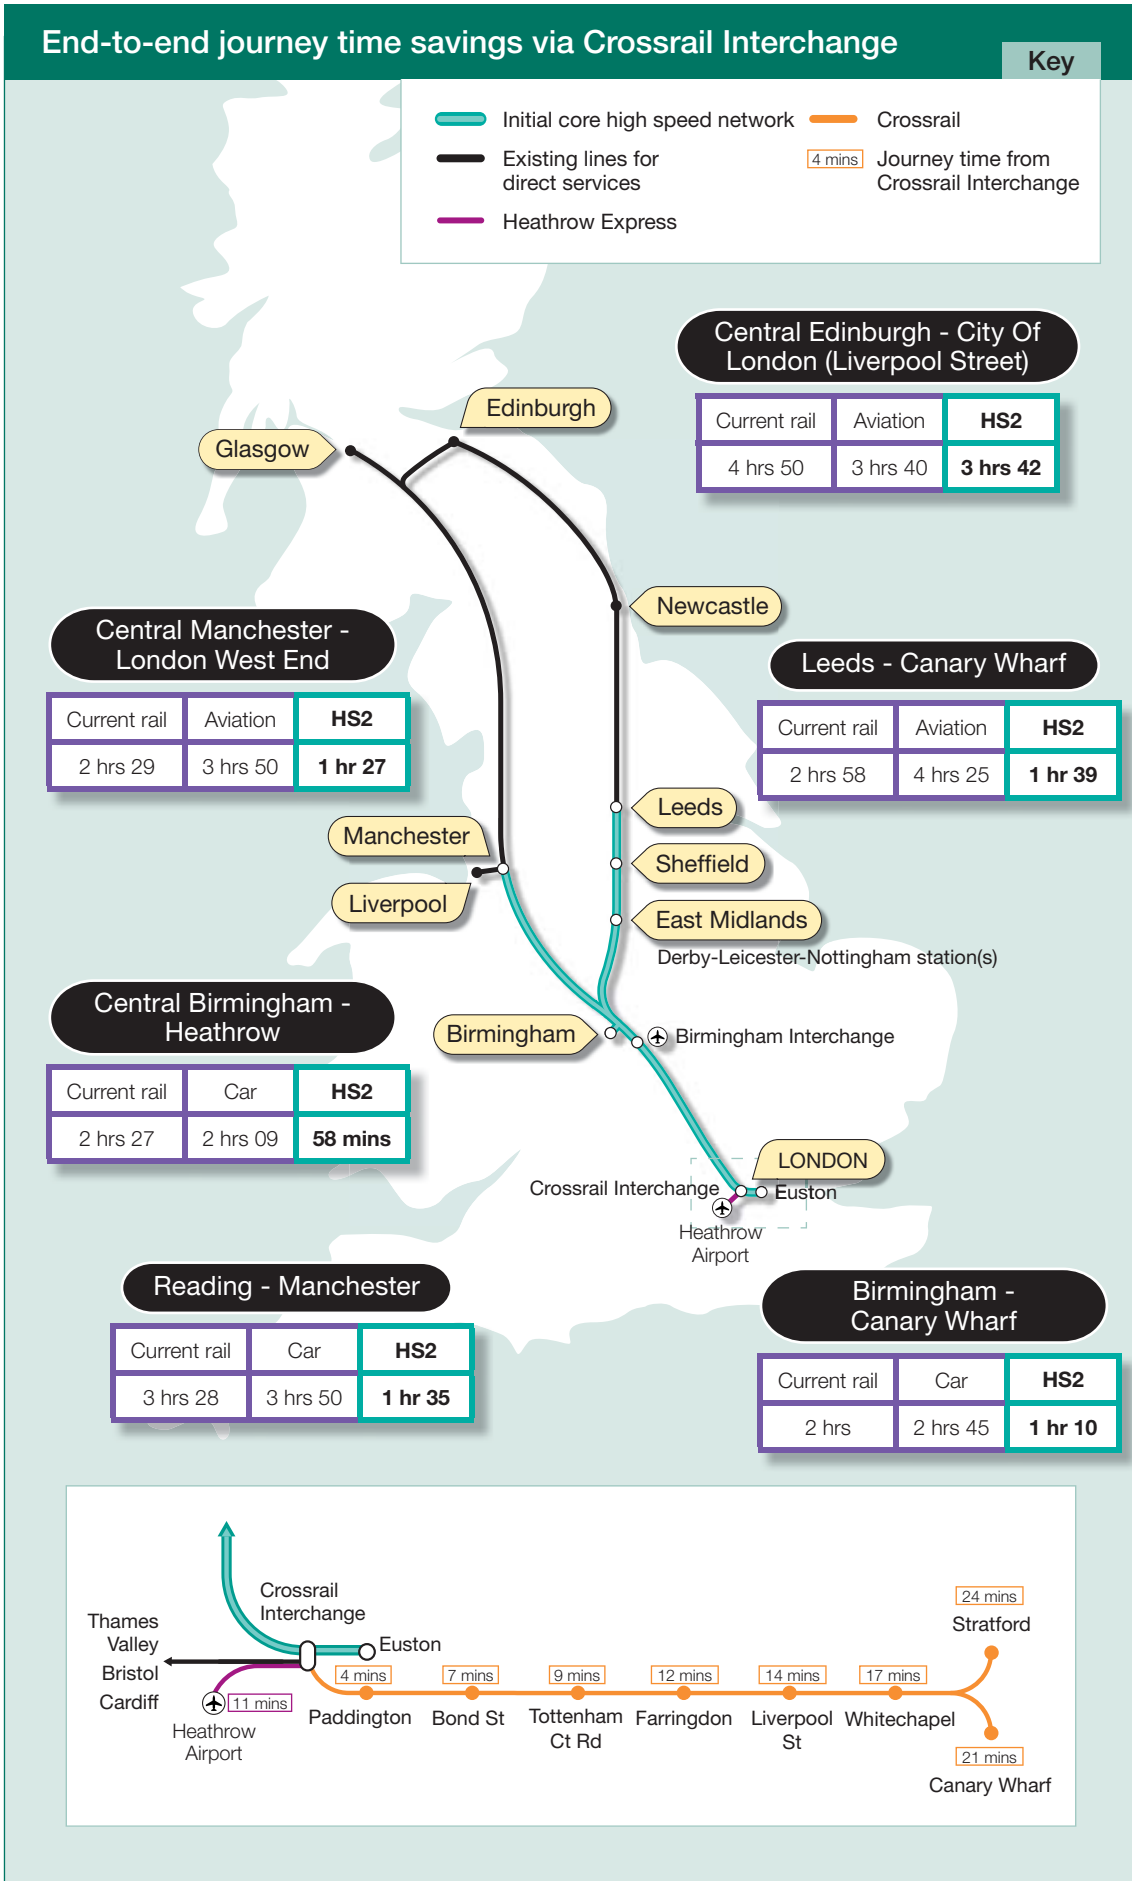 End-to-end journey time savings via Crossrail Interchange
Key
Initial core high speed network
Existing lines for
direct services
Heathrow Express
Crossrail
4 mins
Journey time from
Crossrail Interchange
Central Edinburgh - City Of
London (Liverpool Street)
Current rail Aviation HS2
4 hrs 50 3 hrs 40 3 hrs 42
Edinburgh
Glasgow
Newcastle
Central Manchester -
London West End
Current rail Aviation HS2
2 hrs 29 3 hrs 50 1 hr 27
Leeds - Canary Wharf
Current rail Aviation HS2
2 hrs 58 4 hrs 25 1 hr 39
Leeds
Manchester
Sheffield
Liverpool
East Midlands
Derby-Leicester-Nottingham station(s)
Central Birmingham -
Heathrow
Current rail Car HS2
2 hrs 27 2 hrs 09 58 mins
Birmingham
Birmingham Interchange
LONDON
Crossrail Interchange
Euston
Heathrow
Airport
Reading - Manchester
Current rail Car HS2
3 hrs 28 3 hrs 50 1 hr 35
Birmingham -
Canary Wharf
Current rail Car HS2
2 hrs 2 hrs 45 1 hr 10
Crossrail
Interchange
Euston
Thames
Valley
Bristol
Cardiff
11 mins
Heathrow
Airport
4 mins
Paddington
7 mins
Bond St
9 mins
Tottenham
Ct Rd
12 mins
Farringdon
14 mins
Liverpool
St
17 mins
Whitechapel
24 mins
Stratford
21 mins
Canary Wharf